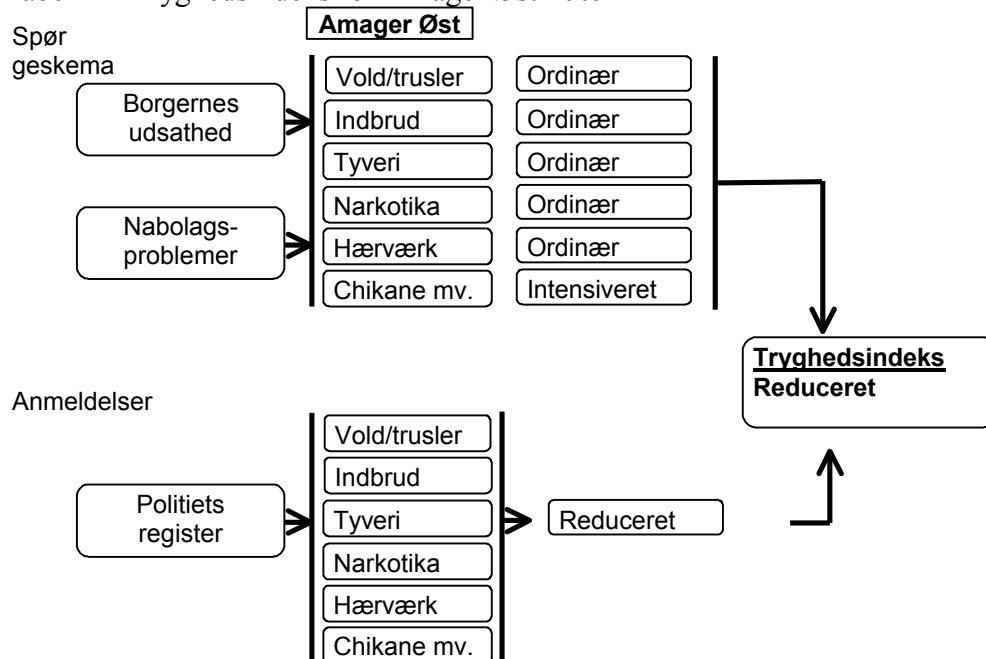 Amager Øst
Spør
geskema
Borgernes
udsathed
Nabolags-
problemer
Vold/trusler
Ordinær
Indbrud
Ordinær
Tyveri
Ordinær
Narkotika
Ordinær
Hærværk
Ordinær
Chikane mv.
Intensiveret
Tryghedsindeks
Reduceret
Anmeldelser
Politiets
register
Vold/trusler
Indbrud
Tyveri
Narkotika
Hærværk
Chikane mv.
Reduceret